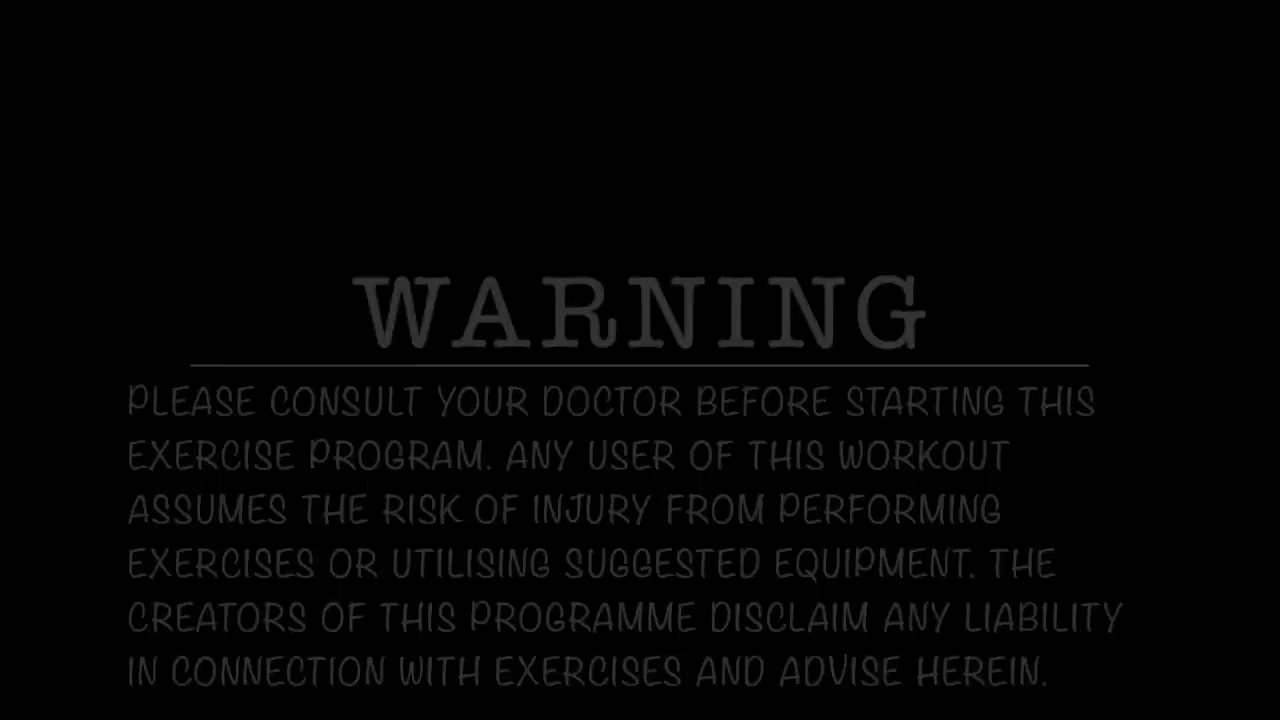 WARNING
PLEASE CONSULT YOUR DOCTOR BEFORE STARTING THIS
EXERCISE PROGRAM. ANY USER OF THIS WORKOUT
ASSUMES THE RISK OF INJURY FROM PERFORMING
EXERCISES OR UTILISING SUGGESTED EQUIPMENT. THE
CREATORS OF THIS PROGRAMME DISCLAIM ANY LIABILITY
IN CONNECTION WITH EXERCISES AND ADVISE HEREIN.